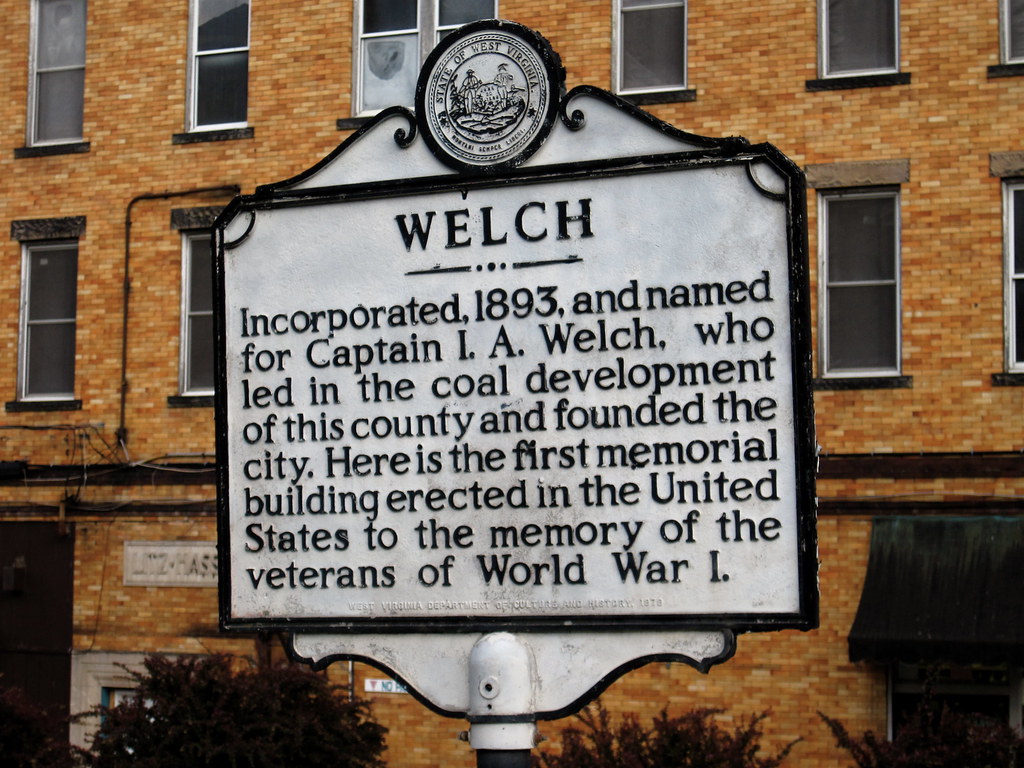 STATE OF WEST VIRGINIA
MONTANI SEMPER LIBERI
WELCH
Incorporated, 1893, and named
for Captain I. A. Welch, who
led in the coal development
of this county and founded the
city. Here is the first memorial
building erected in the United
States to the memory of the
veterans of World War I.
WEST VIRGINIA DEPARTMENT OF CULTURE AND HISTORY, 1979
NO